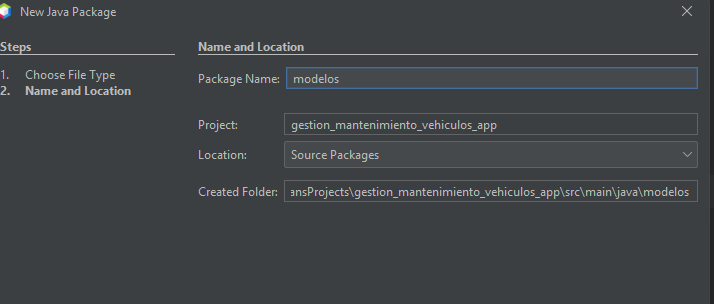 New Java Package
Steps
1. Choose File Type
2. Name and Location
Name and Location
Package Name: modelos
Project: gestion_mantenimiento_vehiculos_app
Location: Source Packages
Created Folder: ansProjects\gestion_mantenimiento_vehiculos_app\src\main\java\modelos